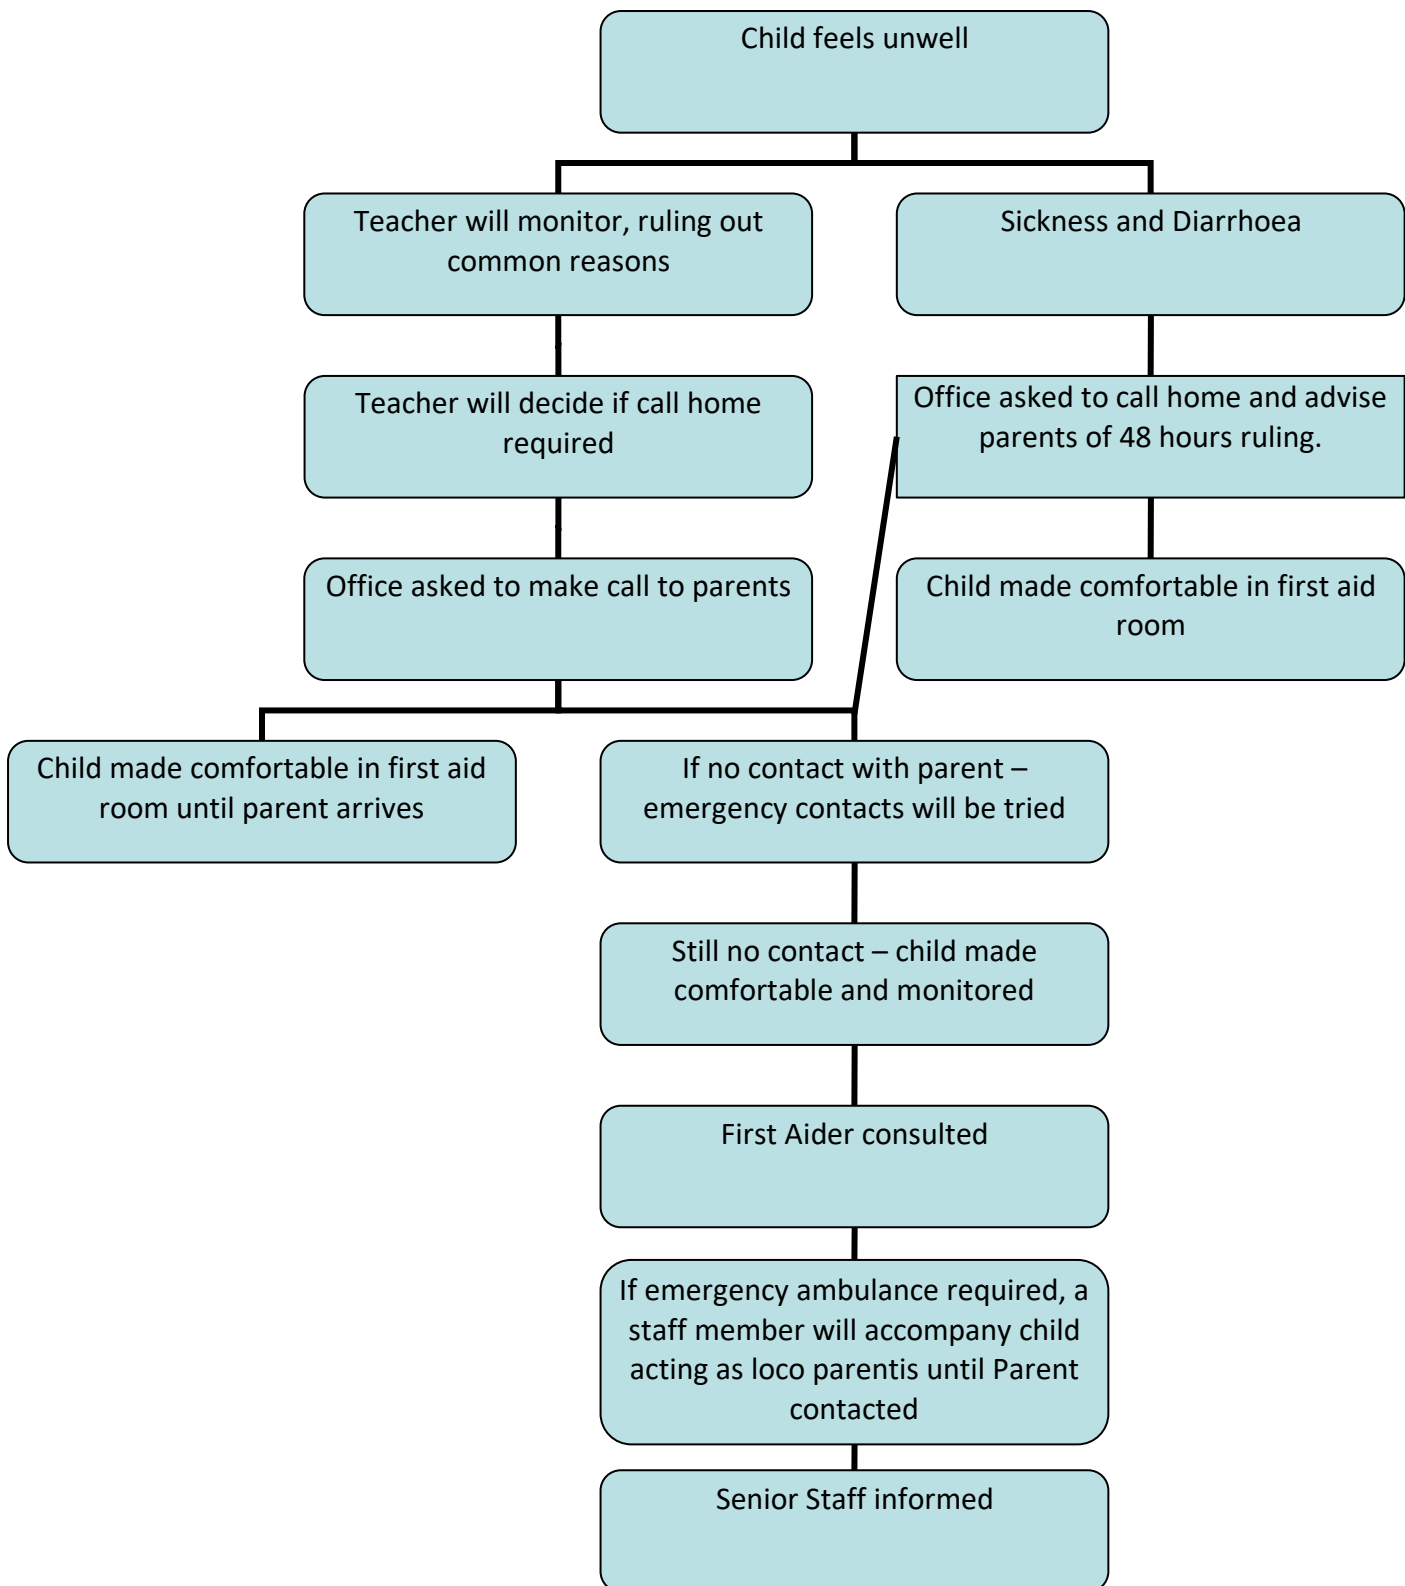 Child feels unwell
Teacher will monitor, ruling out
common reasons
Sickness and Diarrhoea
Teacher will decide if call home
required
Office asked to call home and advise
parents of 48 hours ruling.
Office asked to make call to parents
Child made comfortable in first aid
room
Child made comfortable in first aid
room until parent arrives
If no contact with parent –
emergency contacts will be tried
Still no contact – child made
comfortable and monitored
First Aider consulted
If emergency ambulance required, a
staff member will accompany child
acting as loco parentis until Parent
contacted
Senior Staff informed